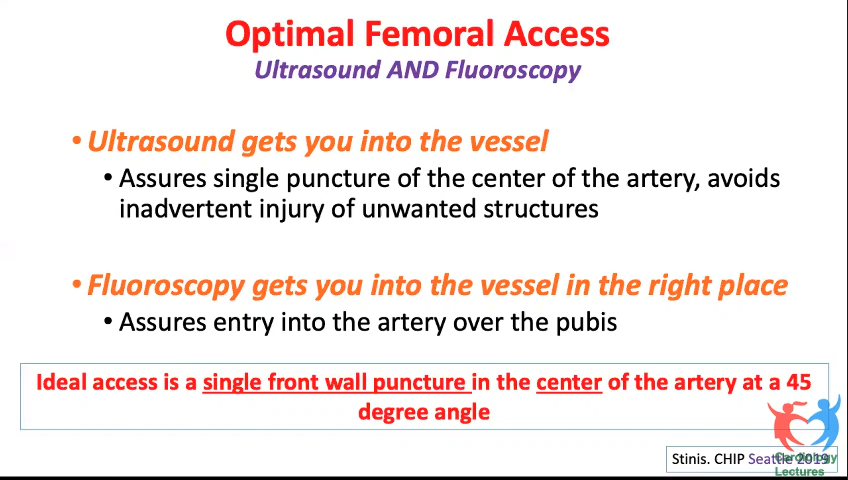 Optimal Femoral Access
Ultrasound AND Fluoroscopy
• Ultrasound gets you into the vessel
• Assures single puncture of the center of the artery, avoids
inadvertent injury of unwanted structures
• Fluoroscopy gets you into the vessel in the right place
• Assures entry into the artery over the pubis
Ideal access is a single front wall puncture in the center of the artery at a 45
degree angle
Stinis. CHIP Seattle 2019
Cardiology
Lectures